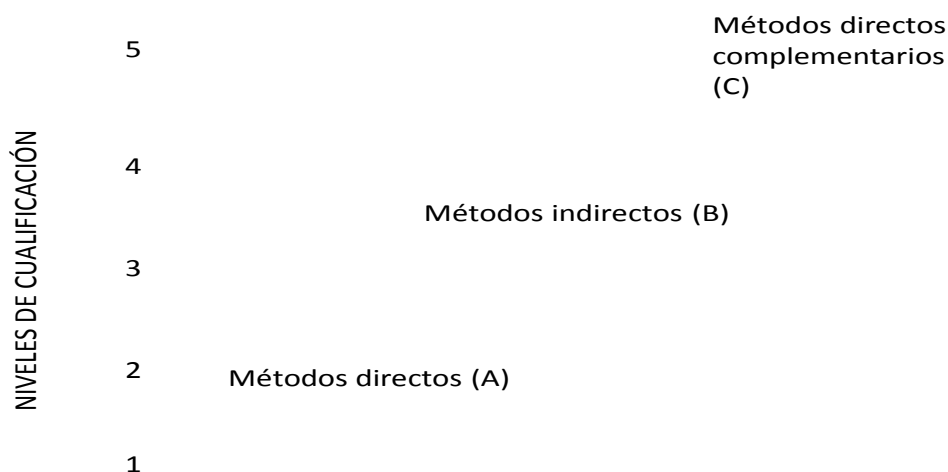 Métodos directos
complementarios
(C)
5
4
Métodos indirectos (B)
3
2
Métodos directos (A)
1
NIVELES DE CUALIFICACIÓN